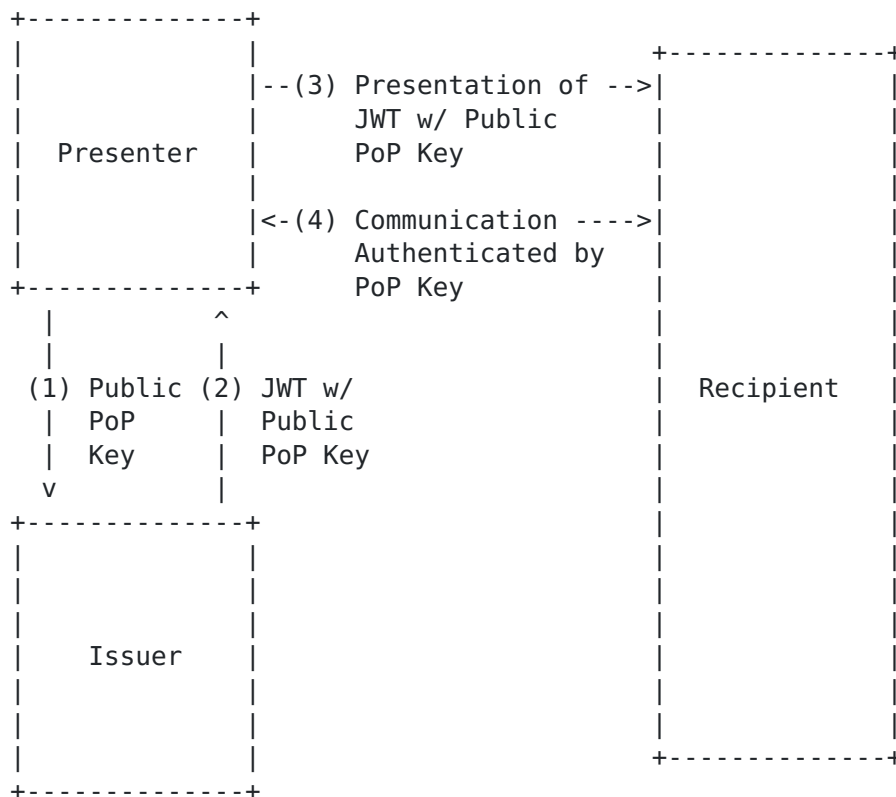 --(3) Presentation of -->
JWT w/ Public
Presenter
PoP Key
<-(4) Communication ---->
Authenticated by
PoP Key
(1) Public (2) JWT w/
Recipient
PoP
Public
Key
PoP Key
Issuer